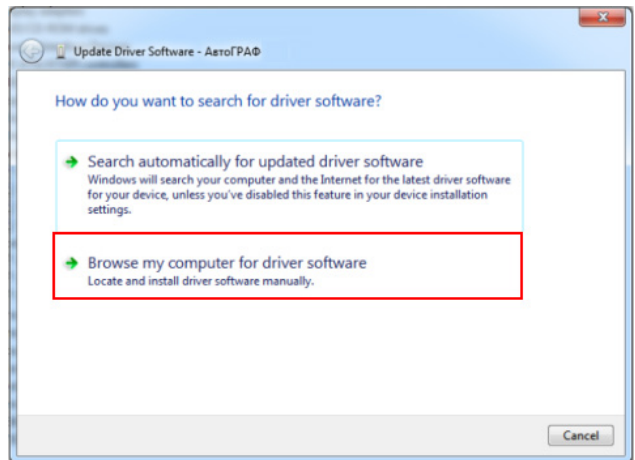 Update Driver Software - АвтоГРАФ
How do you want to search for driver software?
Search automatically for updated driver software
Windows will search your computer and the Internet for the latest driver software
for your device, unless you've disabled this feature in your device installation
settings.
Browse my computer for driver software
Locate and install driver software manually.
Cancel